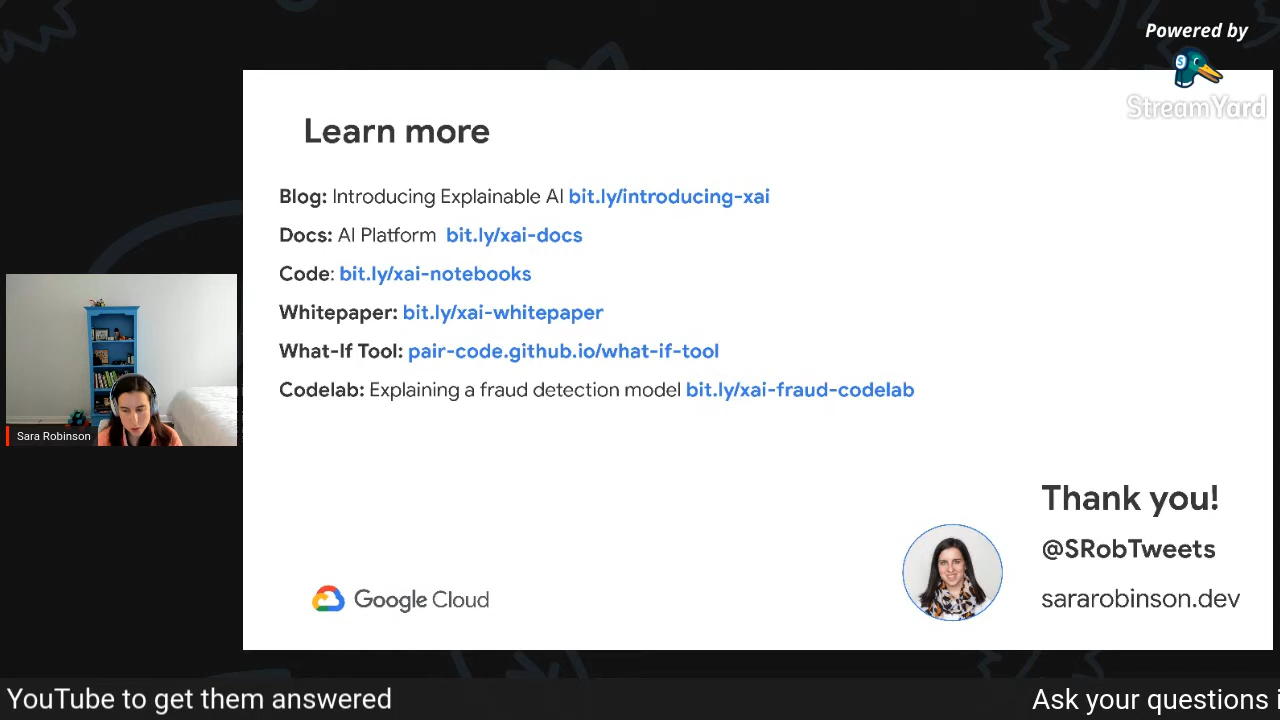 Powered by
StreamYard
Learn more
Blog: Introducing Explainable AI bit.ly/introducing-xai
Docs: AI Platform bit.ly/xai-docs
Code: bit.ly/xai-notebooks
Whitepaper: bit.ly/xai-whitepaper
What-If Tool: pair-code.github.io/what-if-tool
Codelab: Explaining a fraud detection model bit.ly/xai-fraud-codelab
Sara Robinson
Thank you!
@SRobTweets
sararobinson.dev
Google Cloud
YouTube to get them answered
Ask your questions i